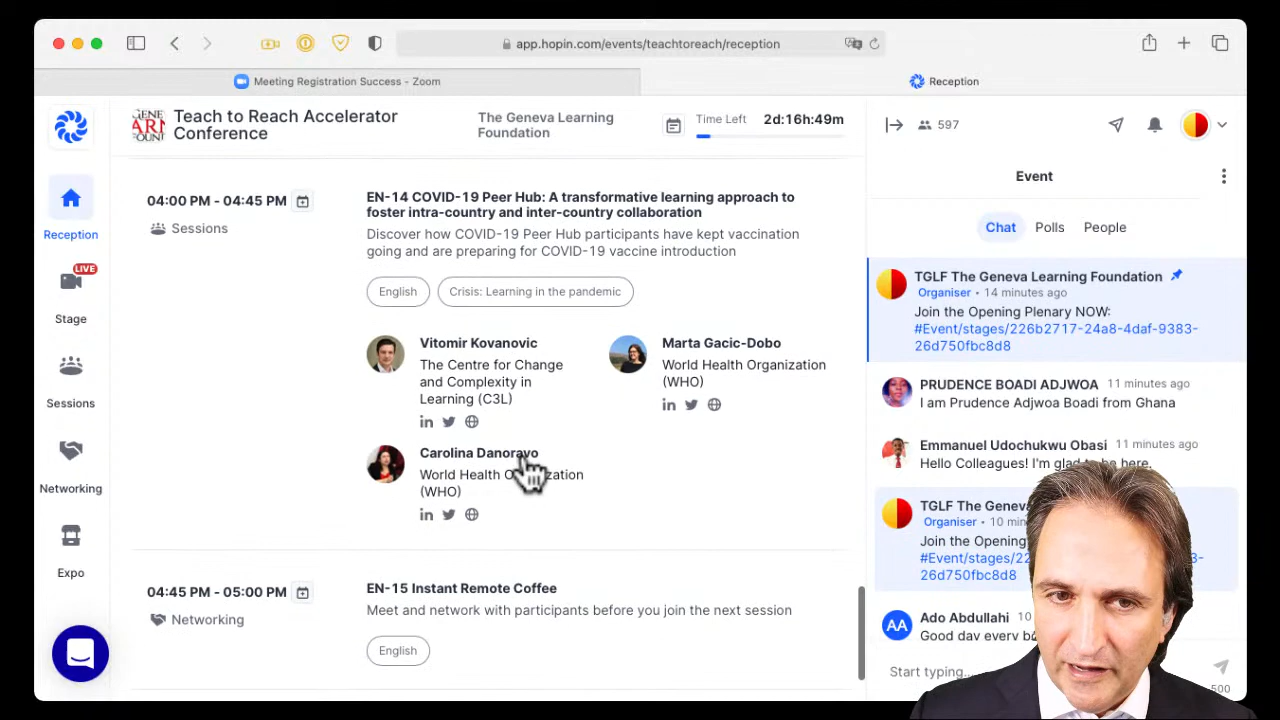 app.hopin.com/events/teachtoreach/reception
Meeting Registration Success - Zoom
Reception
Teach to Reach Accelerator
Conference
The Geneva Learning
Foundation
Time Left
2d:16h:49m
597
Reception
LIVE
Stage
Sessions
Networking
Expo
04:00 PM - 04:45 PM
Sessions
EN-14 COVID-19 Peer Hub: A transformative learning approach to
foster intra-country and inter-country collaboration
Discover how COVID-19 Peer Hub participants have kept vaccination
going and are preparing for COVID-19 vaccine introduction
English
Crisis: Learning in the pandemic
Vitomir Kovanovic
The Centre for Change
and Complexity in
Learning (C3L)
Marta Gacic-Dobo
World Health Organization
(WHO)
Carolina Danovaro
World Health
(WHO)
04:45 PM - 05:00 PM
Networking
EN-15 Instant Remote Coffee
Meet and network with participants before you join the next session
English
Event
Chat
Polls
People
TGLF The Geneva Learning Foundation
Organiser • 14 minutes ago
Join the Opening Plenary NOW:
#Event/stages/226b2717-24a8-4daf-9383-
26d750fbc8d8
PRUDENCE BOADI ADJWOA 11 minutes ago
I am Prudence Adjwoa Boadi from Ghana
Emmanuel Udochukwu Obasi 11 minutes ago
Hello Colleagues! I'm glad to be here.
TGLF The Geneva
Organiser • 10 min
Join the Opening
#Event/stages/22
26d750fbc8d8
AA
Ado Abdullahi 10
Good day every
Start typing...
500